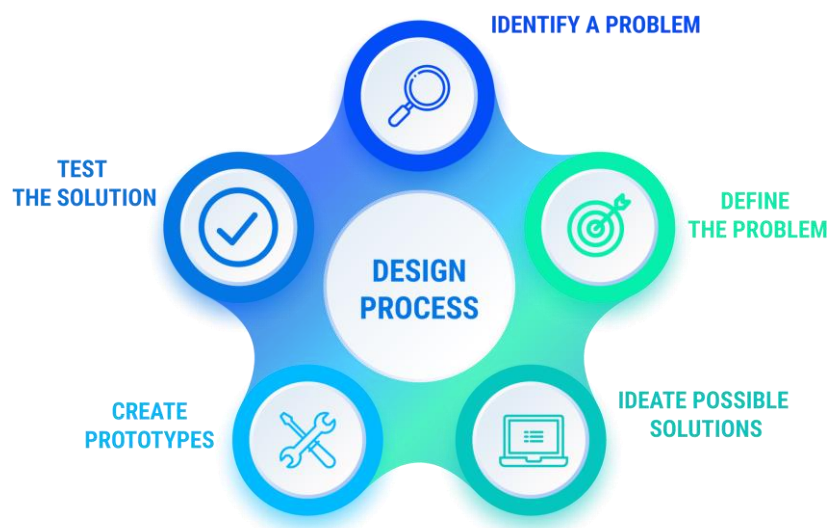 IDENTIFY A PROBLEM
DEFINE
THE PROBLEM
IDEATE POSSIBLE
SOLUTIONS
CREATE
PROTOTYPES
TEST
THE SOLUTION
DESIGN
PROCESS